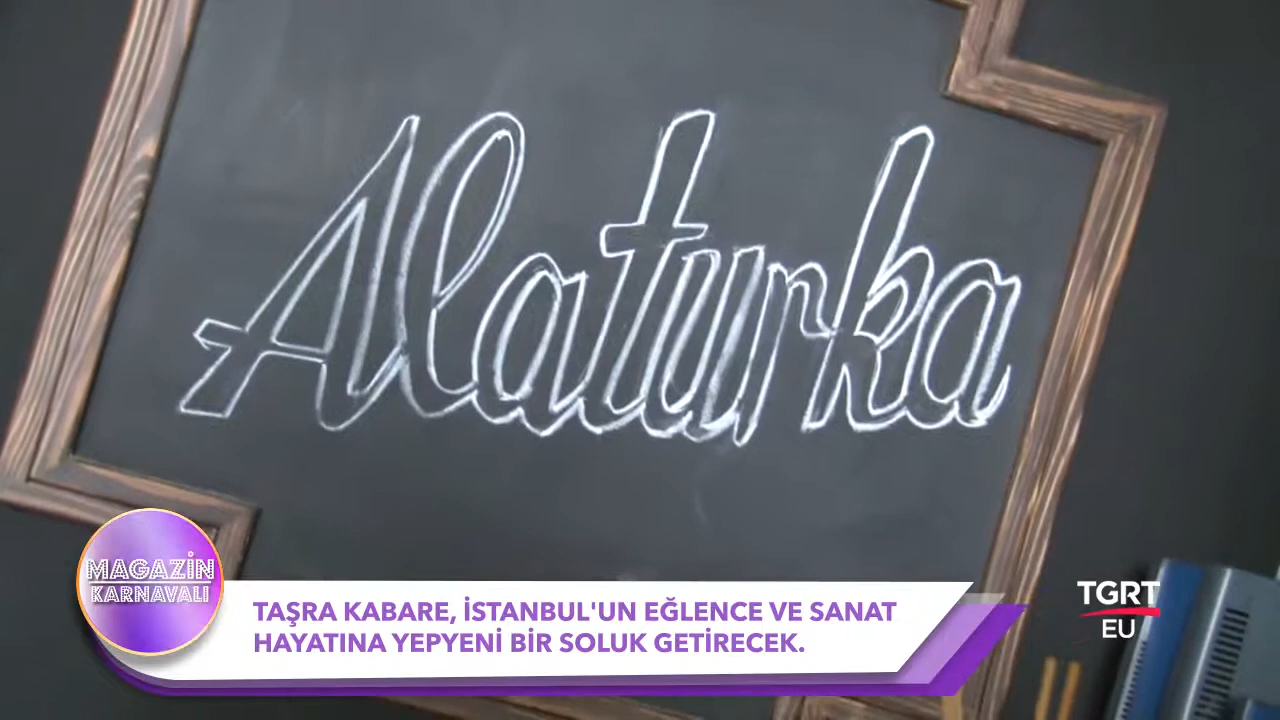 Alaturka
MAGAZİN
KARNAVALI
TAŞRA KABARE, İSTANBUL'UN EĞLENCE VE SANAT
HAYATINA YEPYENİ BİR SOLUK GETİRECEK.
TGRT
EU